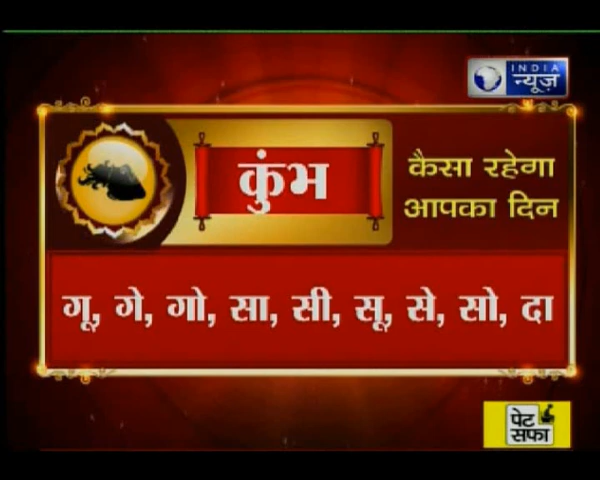 INDIA
न्यूज़
कुंभ
कैसा रहेगा
आपका दिन
गू, गे, गो, सा, सी, सू, से, सो, दा
पेट
सफा